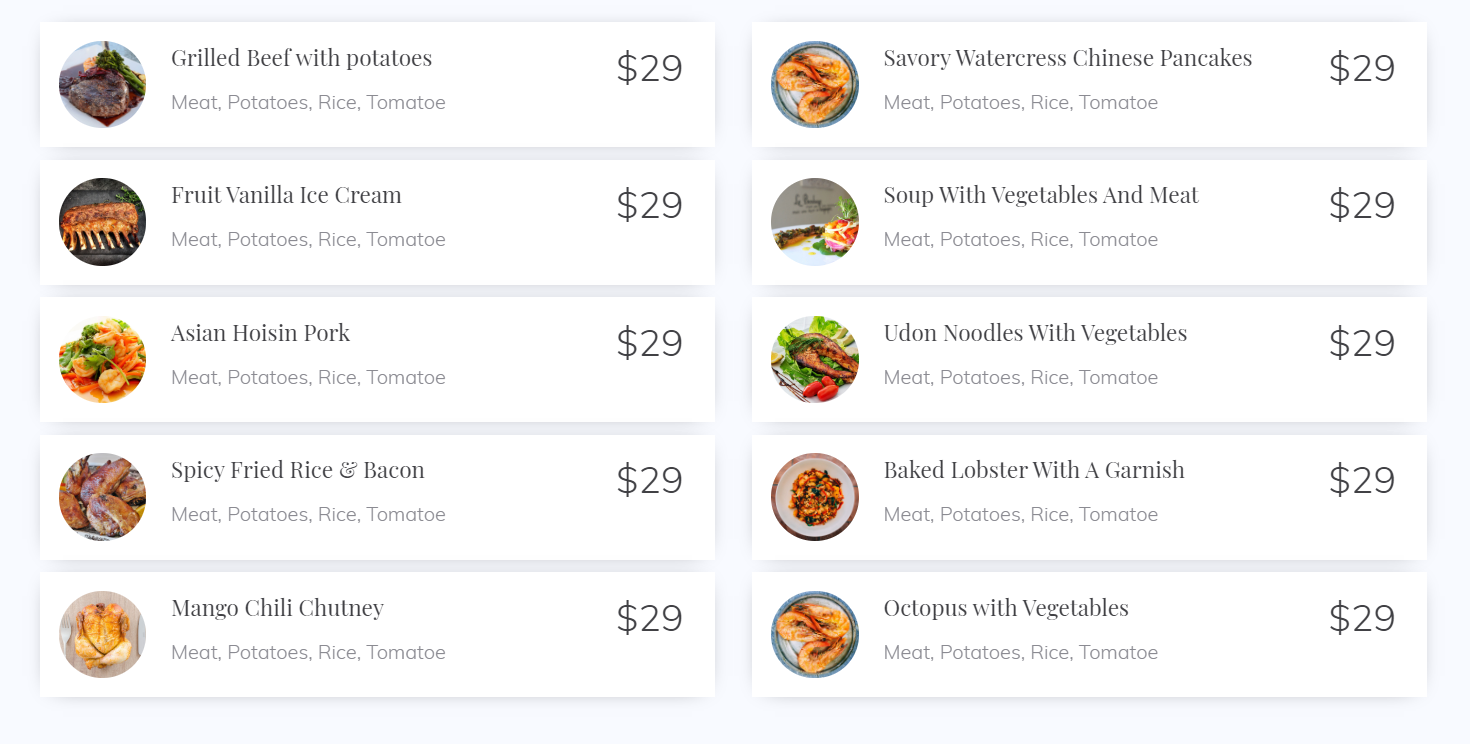 Grilled Beef with potatoes
$29
Meat, Potatoes, Rice, Tomatoe
Fruit Vanilla Ice Cream
$29
Meat, Potatoes, Rice, Tomatoe
Asian Hoisin Pork
$29
Meat, Potatoes, Rice, Tomatoe
Spicy Fried Rice & Bacon
$29
Meat, Potatoes, Rice, Tomatoe
Mango Chili Chutney
$29
Meat, Potatoes, Rice, Tomatoe
Savory Watercress Chinese Pancakes
$29
Meat, Potatoes, Rice, Tomatoe
Soup With Vegetables And Meat
$29
Meat, Potatoes, Rice, Tomatoe
Udon Noodles With Vegetables
$29
Meat, Potatoes, Rice, Tomatoe
Baked Lobster With A Garnish
$29
Meat, Potatoes, Rice, Tomatoe
Octopus with Vegetables
$29
Meat, Potatoes, Rice, Tomatoe